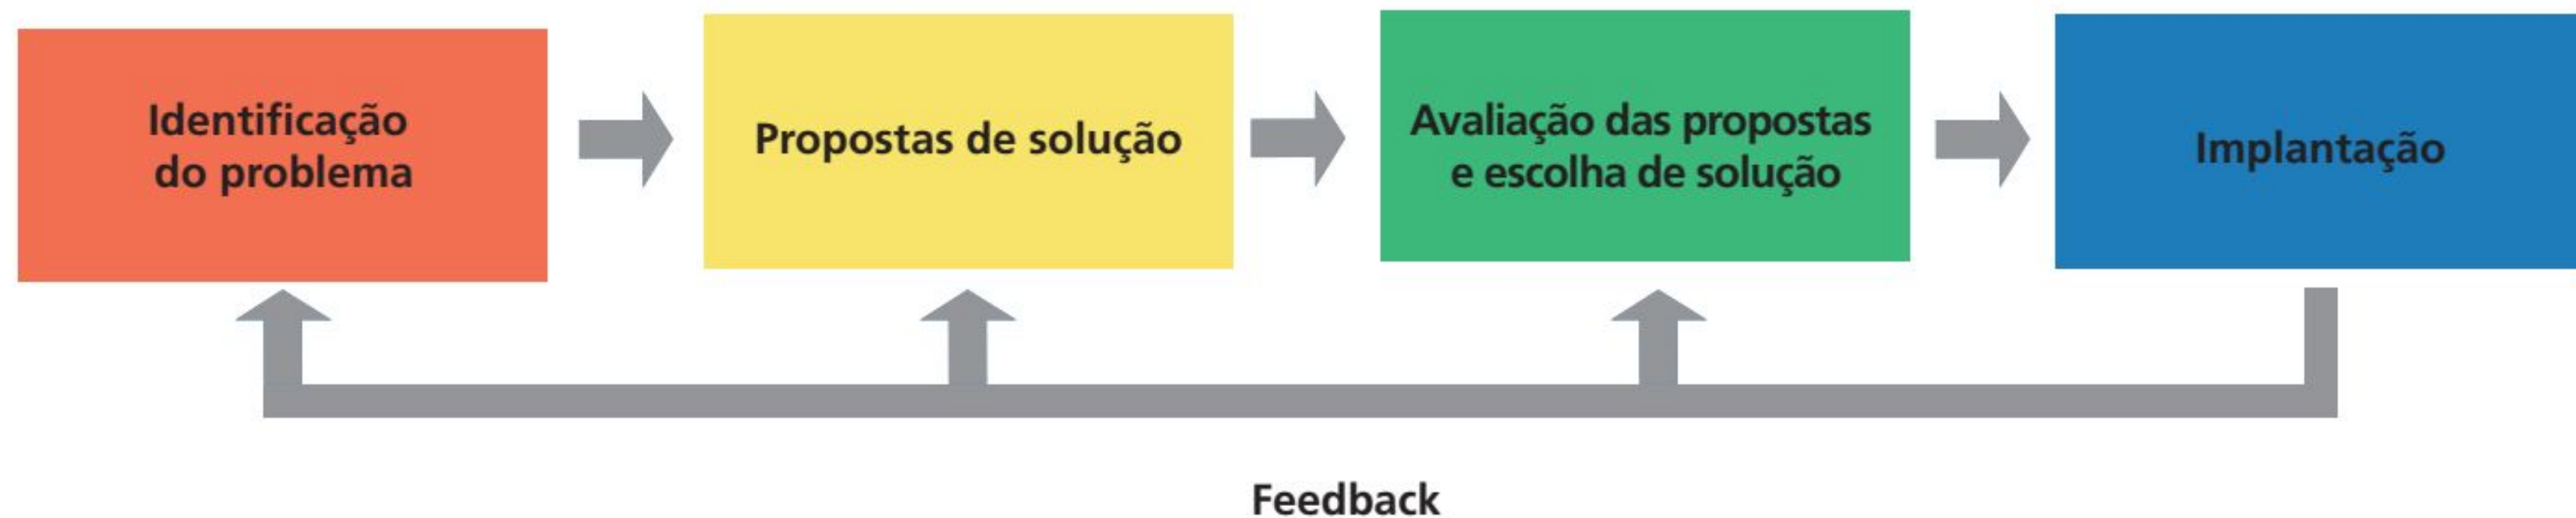 Identificação
do problema
Propostas de solução
Avaliação das propostas
e escolha de solução
Implantação
Feedback